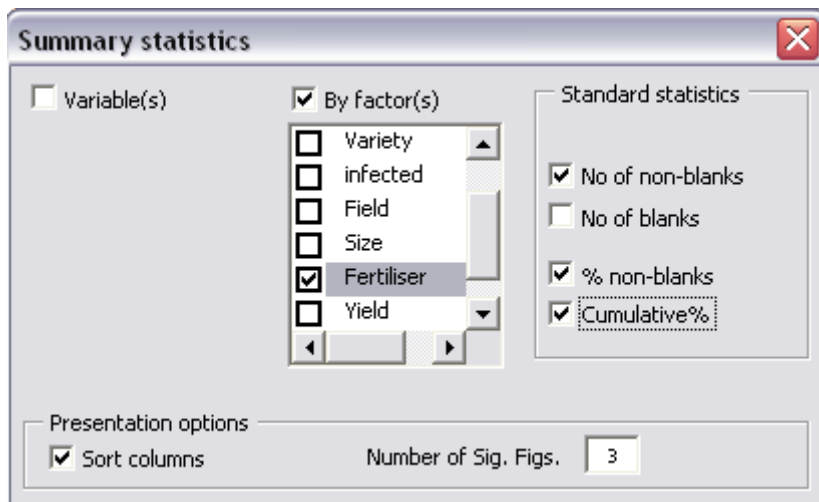 Summary statistics
Variable(s)
By factor(s)
Variety
infected
Field
Size
Fertiliser
Yield
Standard statistics
No of non-blanks
No of blanks
% non-blanks
Cumulative%
Presentation options
Sort columns
Number of Sig. Figs.
3